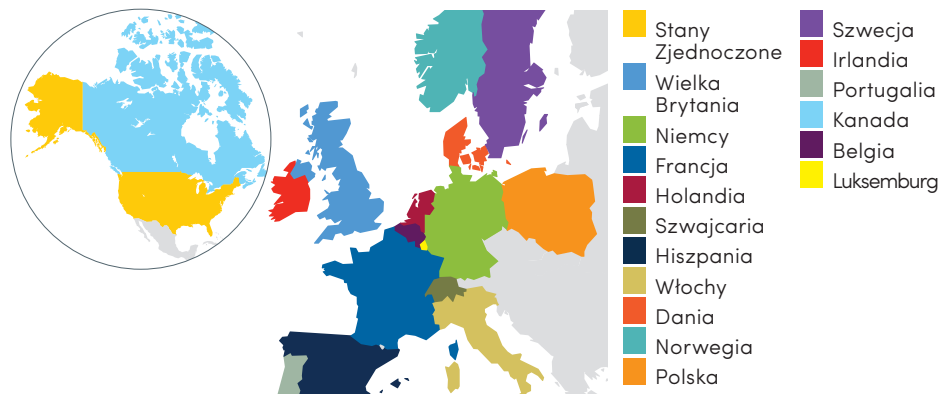 Stany
Zjednoczone
Wielka
Brytania
Niemcy
Francja
Holandia
Szwajcaria
Hiszpania
Włochy
Dania
Norwegia
Polska
Szwecja
Irlandia
Portugalia
Kanada
Belgia
Luksemburg